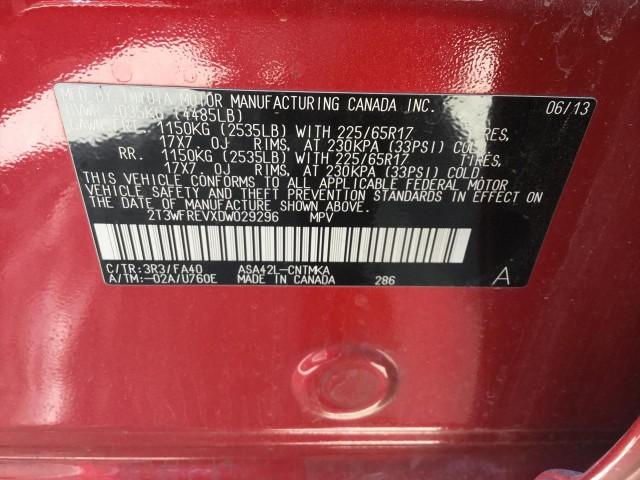 MFD. BY TOYOTA MOTOR MANUFACTURING CANADA INC. 06/13
GVWR 2035KG (4485LB)
GAWR FRT. 1150KG (2535LB) WITH 225/65R17 TIRES,
17X7.0J RIMS, AT 230KPA (33PSI) COLD.
RR. 1150KG (2535LB) WITH 225/65R17 TIRES,
17X7.0J RIMS, AT 230KPA (33PSI) COLD.
THIS VEHICLE CONFORMS TO ALL APPLICABLE FEDERAL MOTOR
VEHICLE SAFETY AND THEFT PREVENTION STANDARDS IN EFFECT ON
THE DATE OF MANUFACTURE SHOWN ABOVE.
2T3WFREVXDW029296 MPV
C/TR:3R3/FA40 ASA42L-CNTMKA
A/TM:-02A/U760E MADE IN CANADA 286 A